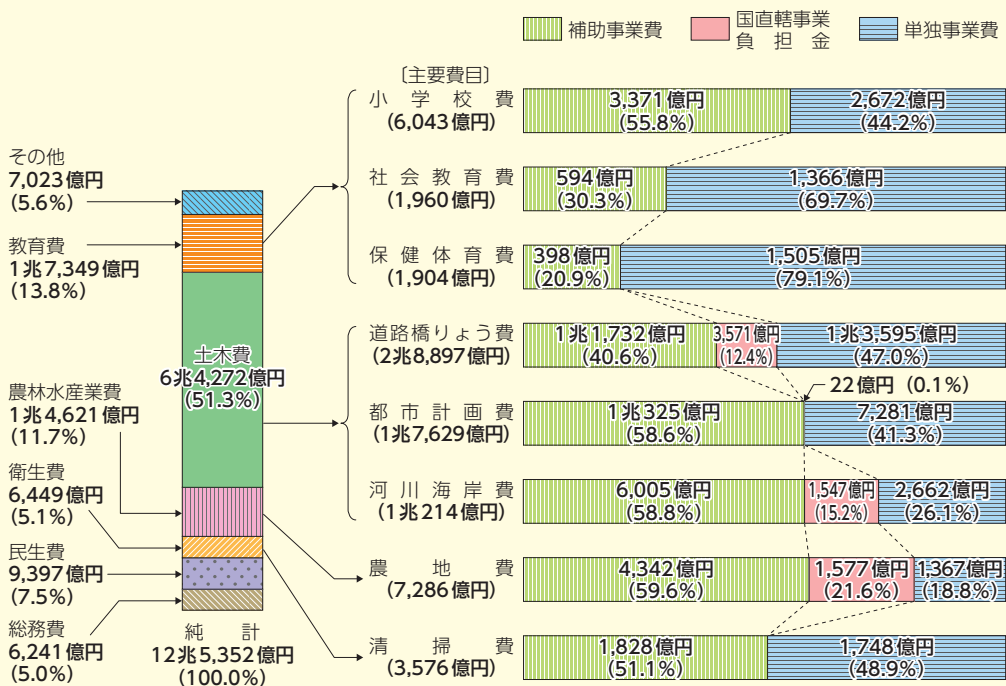 補助事業費
国直轄事業
負担金
単独事業費
〔主要費目〕
小学校費
(6,043億円)
3,371億円
(55.8%)
2,672億円
(44.2%)
社会教育費
(1,960億円)
594億円
(30.3%)
1,366億円
(69.7%)
保健体育費
(1,904億円)
398億円
(20.9%)
1,505億円
(79.1%)
道路橋りょう費
(2兆8,897億円)
1兆1,732億円
(40.6%)
3,571億円
(12.4%)
1兆3,595億円
(47.0%)
22億円 (0.1%)
都市計画費
(1兆7,629億円)
1兆325億円
(58.6%)
7,281億円
(41.3%)
河川海岸費
(1兆214億円)
6,005億円
(58.8%)
1,547億円
(15.2%)
2,662億円
(26.1%)
農地費
(7,286億円)
4,342億円
(59.6%)
1,577億円
(21.6%)
1,367億円
(18.8%)
清掃費
(3,576億円)
1,828億円
(51.1%)
1,748億円
(48.9%)
その他
7,023億円
(5.6%)
教育費
1兆7,349億円
(13.8%)
土木費
6兆4,272億円
(51.3%)
農林水産業費
1兆4,621億円
(11.7%)
衛生費
6,449億円
(5.1%)
民生費
9,397億円
(7.5%)
総務費
6,241億円
(5.0%)
純計
12兆5,352億円
(100.0%)